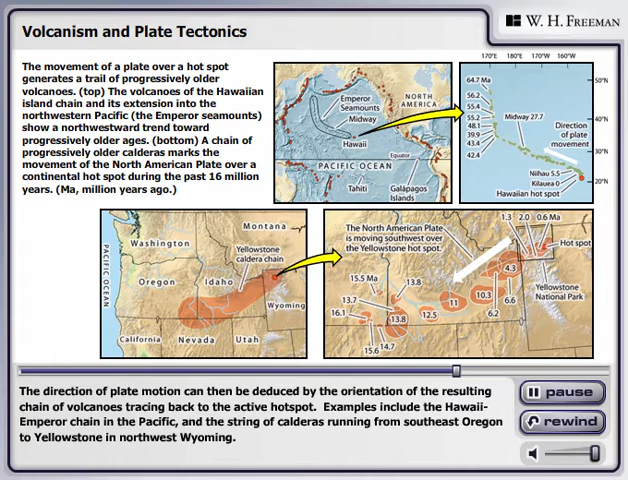 Volcanism and Plate Tectonics
W. H. FREEMAN
The movement of a plate over a hot spot
generates a trail of progressively older
volcanoes. (top) The volcanoes of the Hawaiian
island chain and its extension into the
northwestern Pacific (the Emperor seamounts)
show a northwestward trend toward
progressively older ages. (bottom) A chain of
progressively older calderas marks the
movement of the North American Plate over a
continental hot spot during the past 16 million
years. (Ma, million years ago.)
Emperor
Seamounts
NORTH
AMERICA
Midway
Hawaii
PACIFIC OCEAN
Equator
Tahiti
Galápagos
Islands
170°E 180°E 170°W 160°W
64.7 Ma
50°N
56.2
55.4
55.2
48.1
39.9
43.4
42.4
Midway 27.7
Direction
of plate
movement
30°N
Niihau 5.5
Kilauea 0
Hawaiian hot spot
20°N
PACIFIC OCEAN
Washington
Montana
Oregon
Idaho
Yellowstone
caldera chain
Wyoming
California
Nevada
Utah
The North American Plate
is moving southwest over
the Yellowstone hot spot.
1.3 2.0 0.6 Ma
Hot spot
4.3
Yellowstone
National Park
15.5 Ma
13.8
13.7
16.1
13.8
12.5
11
10.3
6.6
6.2
15.6
14.7
The direction of plate motion can then be deduced by the orientation of the resulting
chain of volcanoes tracing back to the active hotspot. Examples include the Hawaii-
Emperor chain in the Pacific, and the string of calderas running from southeast Oregon
to Yellowstone in northwest Wyoming.
pause
rewind